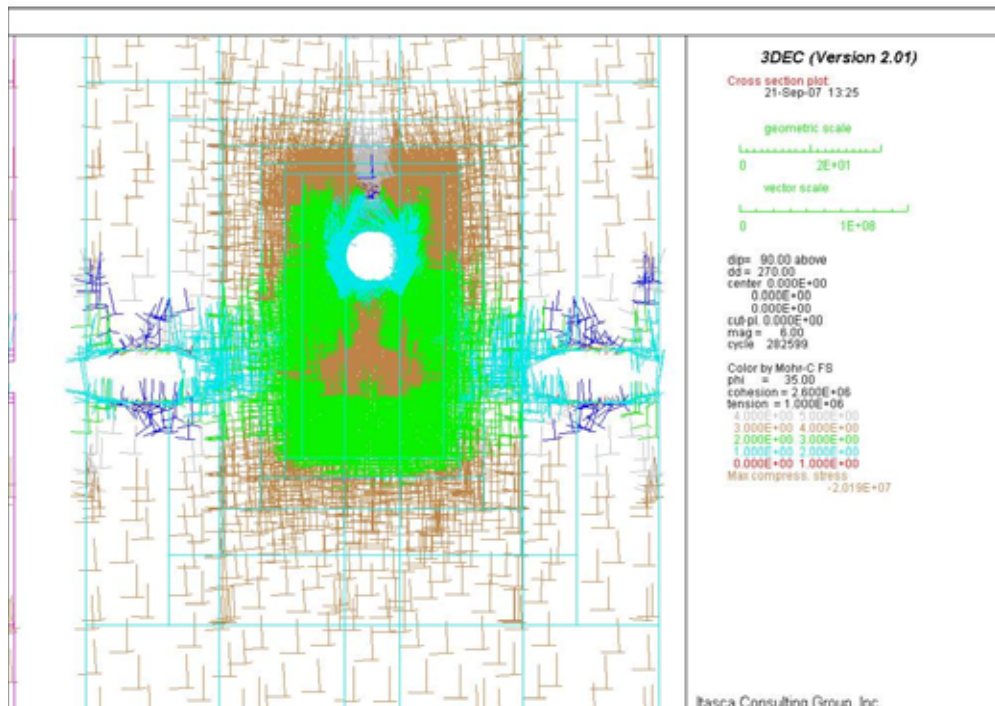 3DEC (Version 2.01)
Cross section plot
21-Sep-07 13:25
geometric scale
0 2E+01
vector scale
0 1E+08
dip= 90.00 above
dd = 270.00
center 0.000E+00
0.000E+00
0.000E+00
cut-pl. 0.000E+00
mag = 6.00
cycle 282599
Color by Mohr-C FS
phi = 35.00
cohesion = 2.600E+06
tension = 1.000E+06
4.000E+00 5.000E+00
3.000E+00 4.000E+00
2.000E+00 3.000E+00
1.000E+00 2.000E+00
0.000E+00 1.000E+00
Max compress. stress
-2.019E+07
Itasca Consulting Group, Inc.